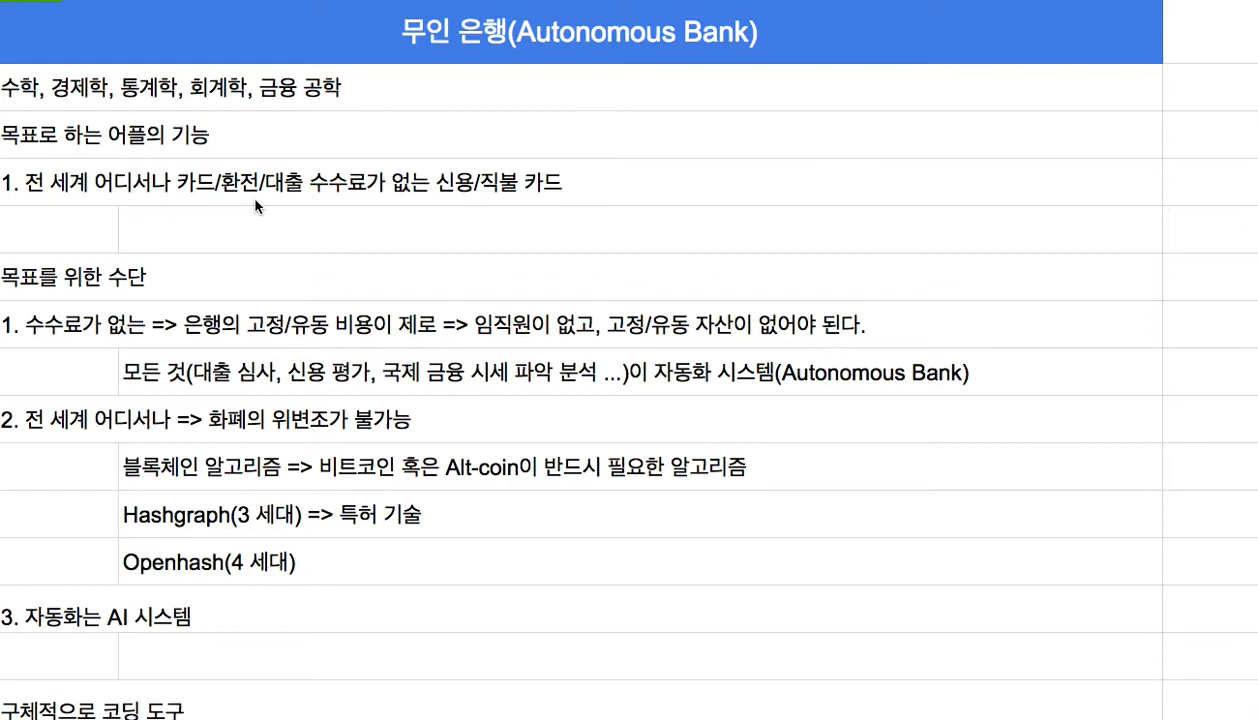 무인 은행(Autonomous Bank)
수학, 경제학, 통계학, 회계학, 금융 공학
목표로 하는 어플의 기능
1. 전 세계 어디서나 카드/환전/대출 수수료가 없는 신용/직불 카드
목표를 위한 수단
1. 수수료가 없는 => 은행의 고정/유동 비용이 제로 => 임직원이 없고, 고정/유동 자산이 없어야 된다.
모든 것(대출 심사, 신용 평가, 국제 금융 시세 파악 분석 ...)이 자동화 시스템(Autonomous Bank)
2. 전 세계 어디서나 => 화폐의 위변조가 불가능
블록체인 알고리즘 => 비트코인 혹은 Alt-coin이 반드시 필요한 알고리즘
Hashgraph(3 세대) => 특허 기술
Openhash(4 세대)
3. 자동화는 AI 시스템
구체적으로 코딩 도구